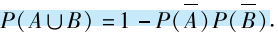 P(A∪B) = 1 − P(A̅)P(B̅).